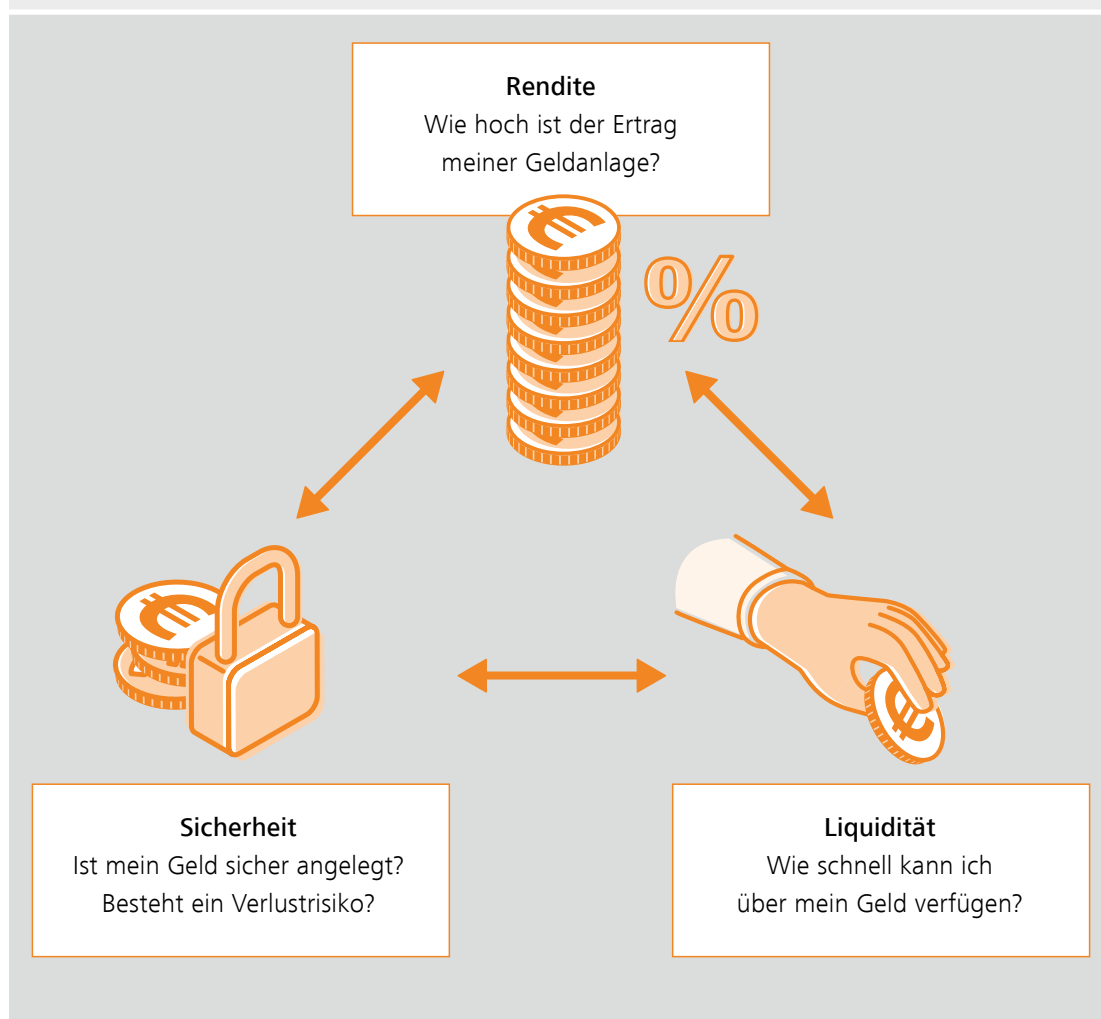 Rendite
Wie hoch ist der Ertrag
meiner Geldanlage?
€
%
€
€
Sicherheit
Ist mein Geld sicher angelegt?
Besteht ein Verlustrisiko?
Liquidität
Wie schnell kann ich
über mein Geld verfügen?